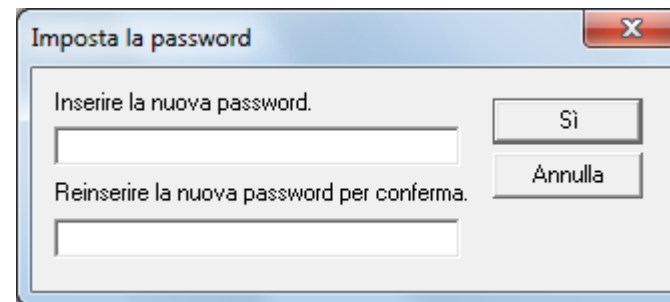 Imposta la password
Inserire la nuova password.
Sì
Annulla
Reinserire la nuova password per conferma.